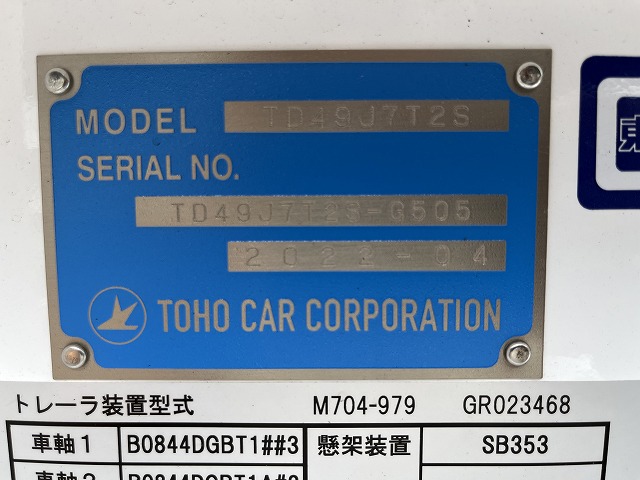 MODEL TD49J7T2S
SERIAL NO.
TD49J7T2S-G505
2022-04
TOHO CAR CORPORATION
東
トレーラ装置型式 M704-979 GR023468
車軸1 B0844DGBT1##3 懸架装置 SB353